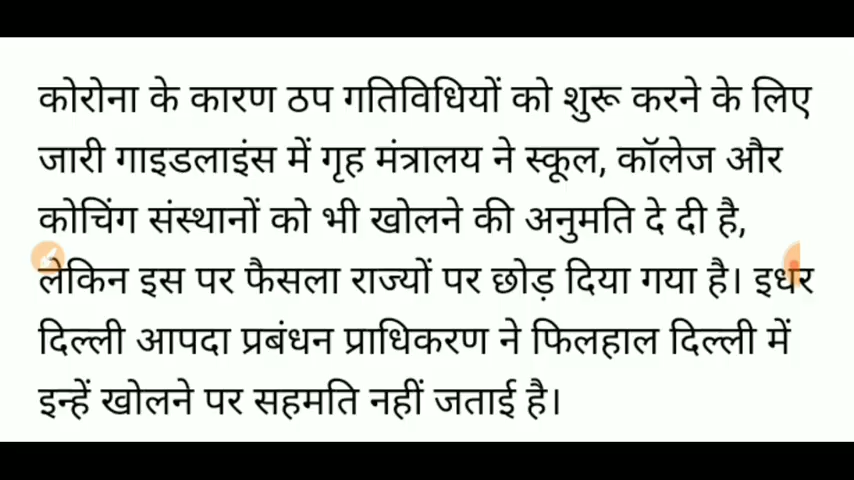 कोरोना के कारण ठप गतिविधियों को शुरू करने के लिए
जारी गाइडलाइंस में गृह मंत्रालय ने स्कूल, कॉलेज और
कोचिंग संस्थानों को भी खोलने की अनुमति दे दी है,
लेकिन इस पर फैसला राज्यों पर छोड़ दिया गया है। इधर
दिल्ली आपदा प्रबंधन प्राधिकरण ने फिलहाल दिल्ली में
इन्हें खोलने पर सहमति नहीं जताई है।